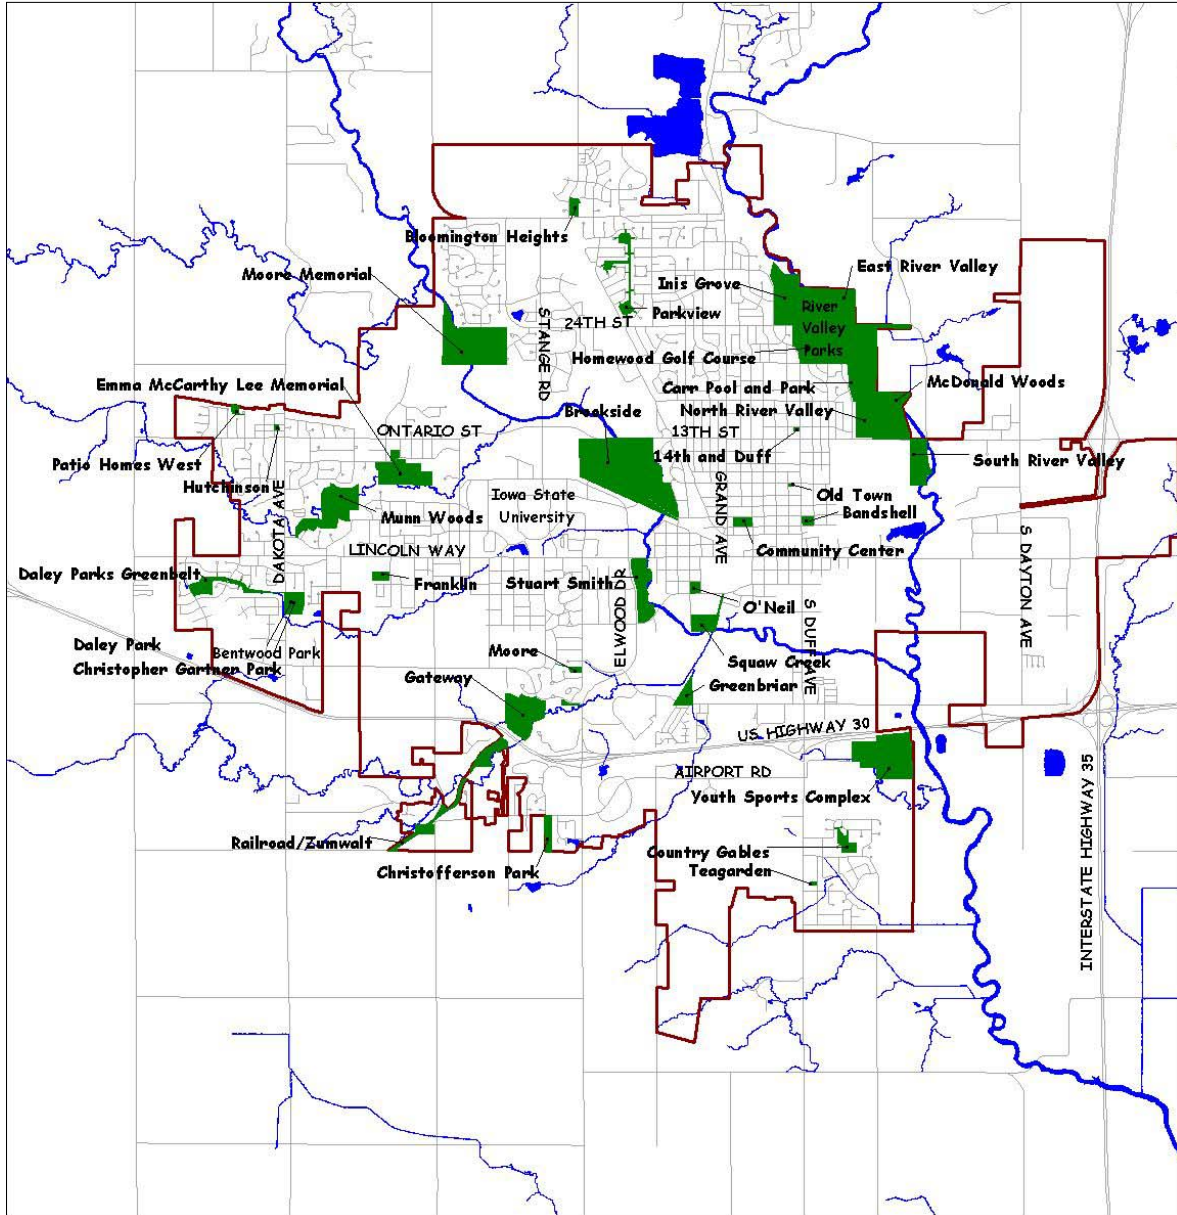 Bloomington Heights
Moore Memorial
East River Valley
Inis Grove
River
Valley
Parks
Parkview
24TH ST
STANGE RD
Homewood Golf Course
Emma McCarthy Lee Memorial
Carr Pool and Park
McDonald Woods
Brookside
North River Valley
ONTARIO ST
13TH ST
Patio Homes West
14th and Duff
South River Valley
Hutchinson
DAKOTA AVE
Munn Woods
Iowa State
University
GRAND AVE
Old Town
Bandshell
LINCOLN WAY
Community Center
S DAYTON AVE
Daley Parks Greenbelt
Franklin
Stuart Smith
ELWOOD DR
O'Neil
S DUFF AVE
Daley Park
Bentwood Park
Christopher Gartner Park
Moore
Squaw Creek
Gateway
Greenbriar
US HIGHWAY 30
AIRPORT RD
Youth Sports Complex
INTERSTATE HIGHWAY 35
Railroad/Zumwalt
Country Gables
Christofferson Park
Teagarden